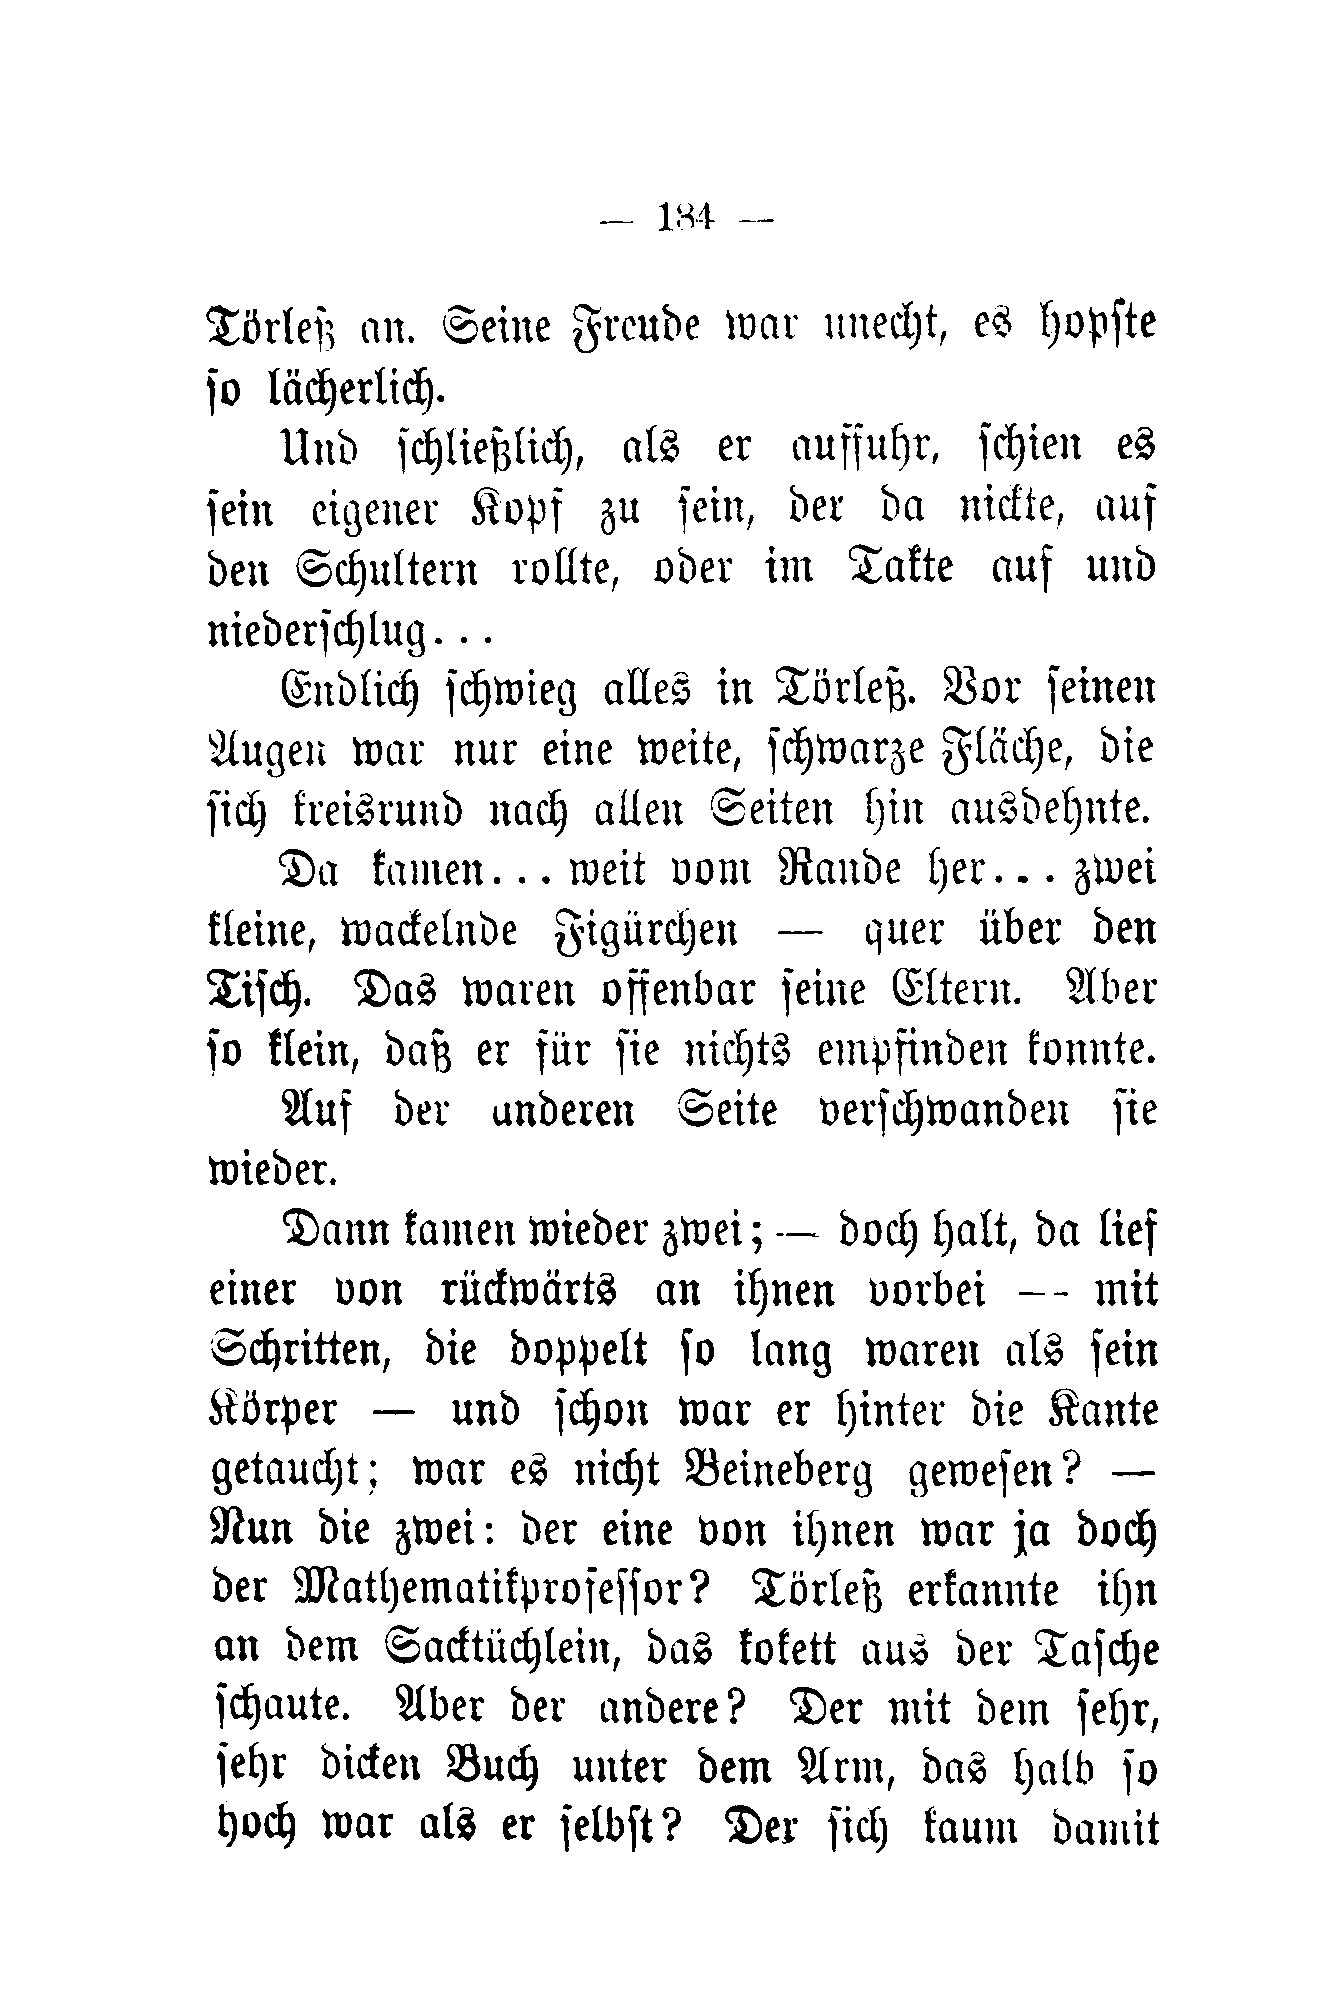 — 184 —
Törleß an. Seine Freude war unecht, es hopste
so lächerlich.
Und schließlich, als er auffuhr, schien es
sein eigener Kopf zu sein, der da nickte, auf
den Schultern rollte, oder im Takte auf und
niederschlug...
Endlich schwieg alles in Törleß. Vor seinen
Augen war nur eine weite, schwarze Fläche, die
sich kreisrund nach allen Seiten hin ausdehnte.
Da kamen... weit vom Rande her... zwei
kleine, wackelnde Figürchen — quer über den
Tisch. Das waren offenbar seine Eltern. Aber
so klein, daß er für sie nichts empfinden konnte.
Auf der anderen Seite verschwanden sie
wieder.
Dann kamen wieder zwei; — doch halt, da lief
einer von rückwärts an ihnen vorbei — mit
Schritten, die doppelt so lang waren als sein
Körper — und schon war er hinter die Kante
getaucht; war es nicht Beineberg gewesen? —
Nun die zwei: der eine von ihnen war ja doch
der Mathematikprofessor? Törleß erkannte ihn
an dem Sacktüchlein, das kokett aus der Tasche
schaute. Aber der andere? Der mit dem sehr,
sehr dicken Buch unter dem Arm, das halb so
hoch war als er selbst? Der sich kaum damit